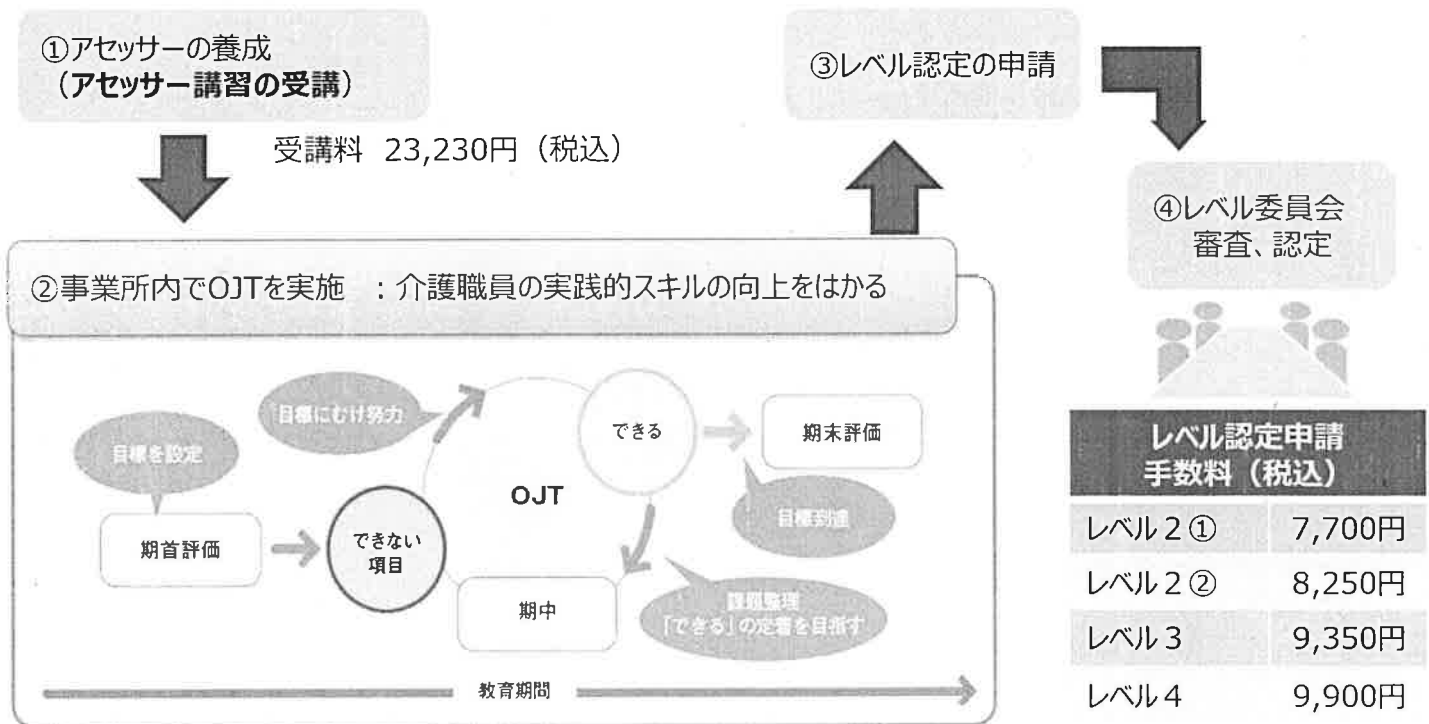 ①アセッサーの養成
（アセッサー講習の受講）
受講料 23,230円（税込）
②事業所内でOJTを実施 ：介護職員の実践的スキルの向上をはかる
目標を設定
期首評価
できない
項目
目標にむけ努力
OJT
できる
期末評価
目標到達
期中
課題整理
「できる」の定着を目指す
教育期間
③レベル認定の申請
④レベル委員会
審査、認定
レベル認定申請
手数料（税込）
レベル２① 7,700円
レベル２② 8,250円
レベル３ 9,350円
レベル４ 9,900円